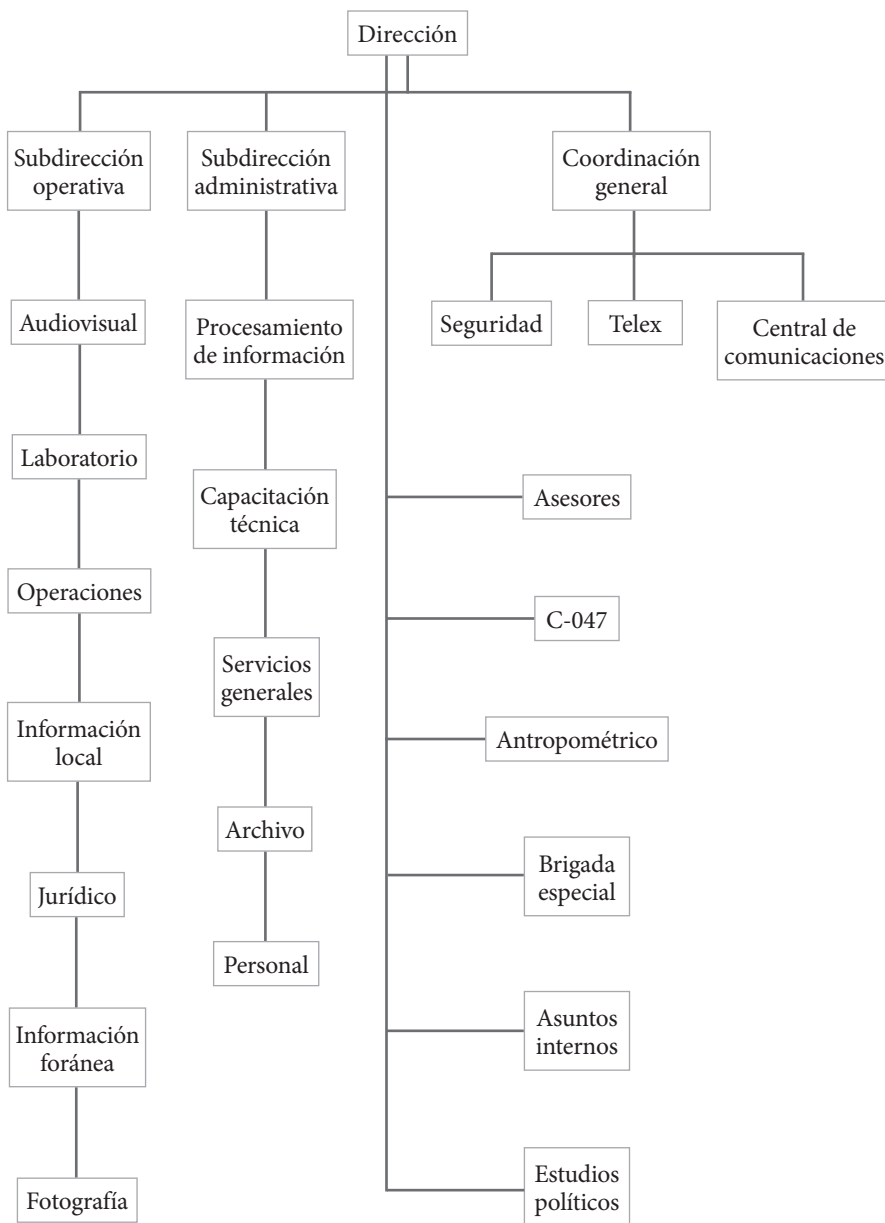 Dirección
Subdirección
operativa
Subdirección
administrativa
Coordinación
general
Audiovisual
Procesamiento
de información
Seguridad
Telex
Central de
comunicaciones
Laboratorio
Capacitación
técnica
Asesores
Operaciones
C-047
Servicios
generales
Información
local
Antropométrico
Archivo
Brigada
especial
Jurídico
Personal
Información
foránea
Asuntos
internos
Fotografía
Estudios
políticos